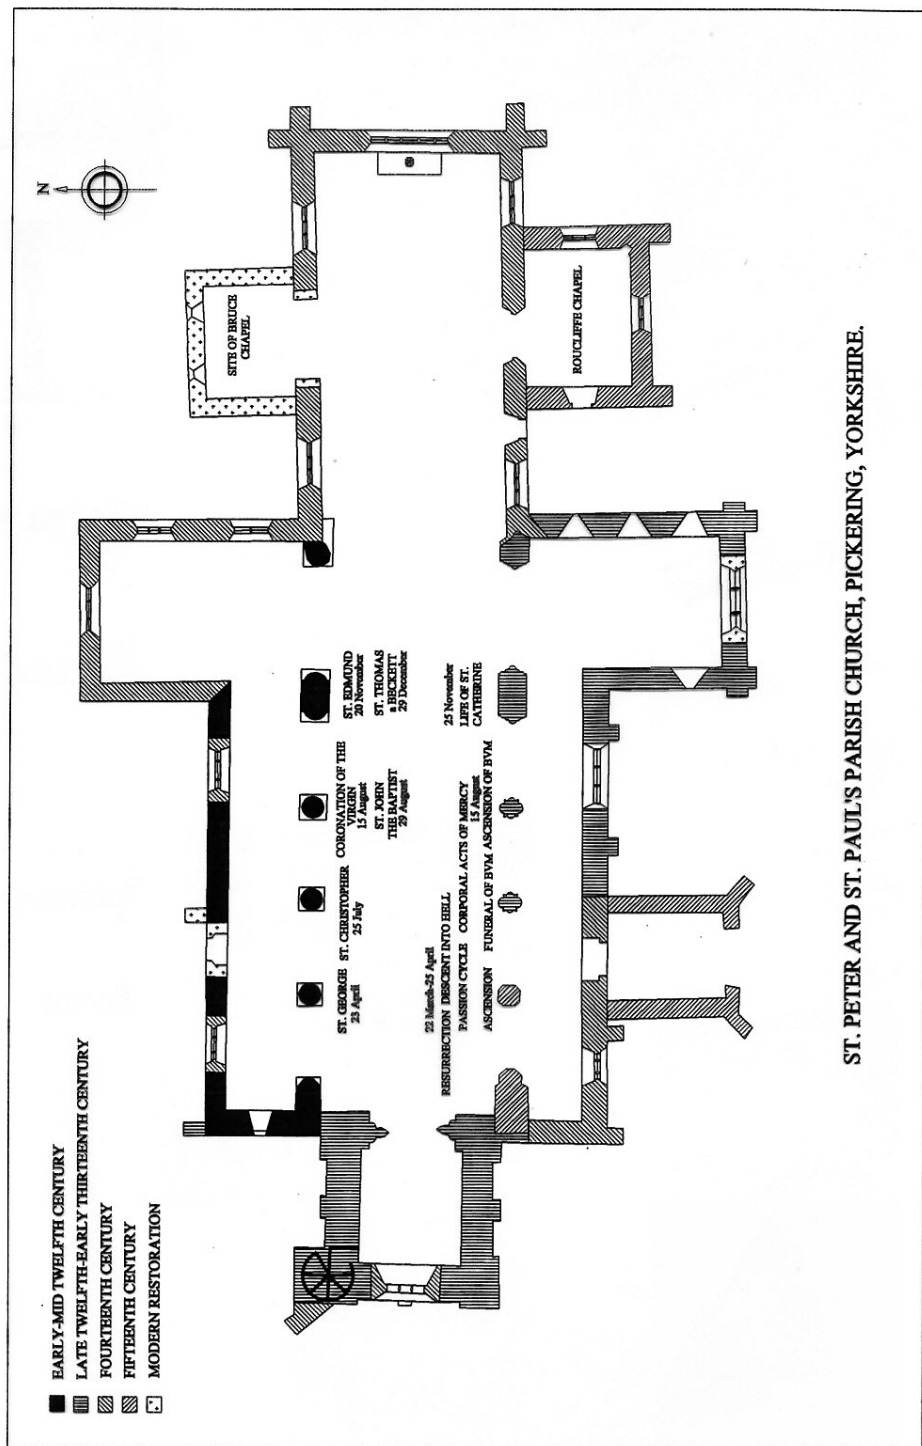 EARLY-MID TWELFTH CENTURY
LATE TWELFTH-EARLY THIRTEENTH CENTURY
FOURTEENTH CENTURY
FIFTEENTH CENTURY
MODERN RESTORATION
N
SITE OF BRUCE
CHAPEL
ST. GEORGE
23 April
ST. CHRISTOPHER
25 July
CORONATION OF THE
VIRGIN
15 August
ST. JOHN
THE BAPTIST
29 August
ST. EDMUND
20 November
ST. THOMAS
a BECKETT
29 December
22 March-25 April
RESURRECTION DESCENT INTO HELL
PASSION CYCLE CORPORAL ACTS OF MERCY
15 August
ASCENSION FUNERAL OF BVM ASCENSION OF BVM
25 November
LIFE OF ST.
CATHERINE
ROUCLIFFE CHAPEL
ST. PETER AND ST. PAUL'S PARISH CHURCH, PICKERING, YORKSHIRE.